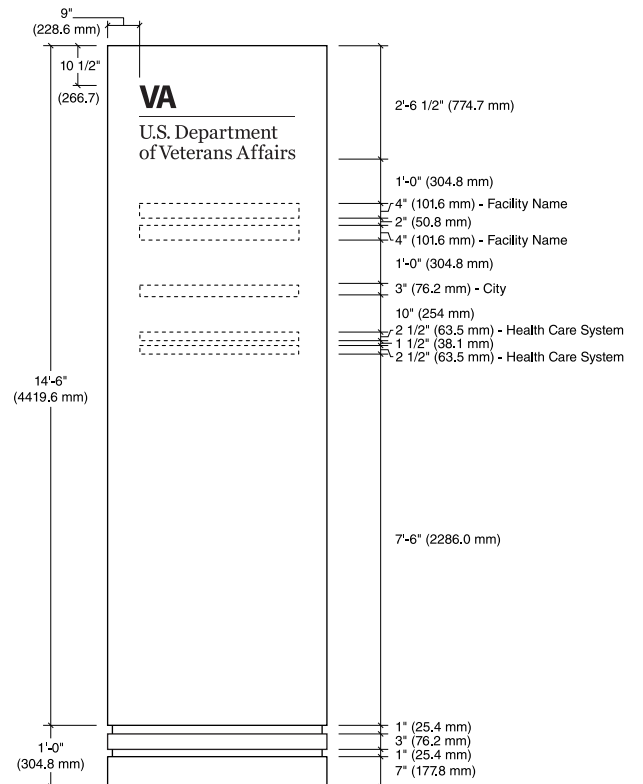 9"
(228.6 mm)
10 1/2"
(266.7)
VA
U.S. Department
of Veterans Affairs
2'-6 1/2" (774.7 mm)
1'-0" (304.8 mm)
4" (101.6 mm) - Facility Name
2" (50.8 mm)
4" (101.6 mm) - Facility Name
1'-0" (304.8 mm)
3" (76.2 mm) - City
10" (254 mm)
2 1/2" (63.5 mm) - Health Care System
1 1/2" (38.1 mm)
2 1/2" (63.5 mm) - Health Care System
14'-6"
(4419.6 mm)
7'-6" (2286.0 mm)
1'-0"
(304.8 mm)
1" (25.4 mm)
3" (76.2 mm)
1" (25.4 mm)
7" (177.8 mm)